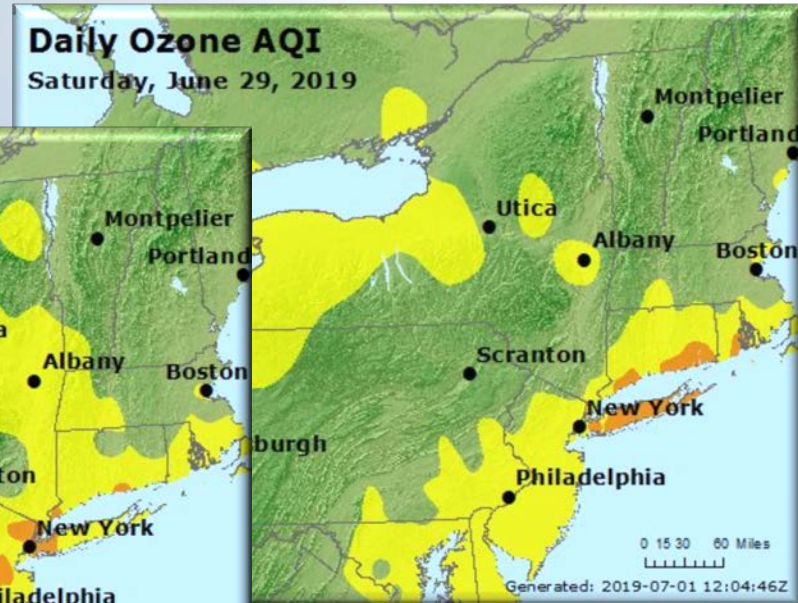 Daily Ozone AQI
Saturday, June 29, 2019
Montpelier
Portland
Utica
Albany
Boston
Scranton
New York
sburgh
Philadelphia
0 15 30 60 Miles
Generated: 2019-07-01 12:04:46Z
Montpelier
Portland
a
Albany
Boston
ton
New York
iladelphia